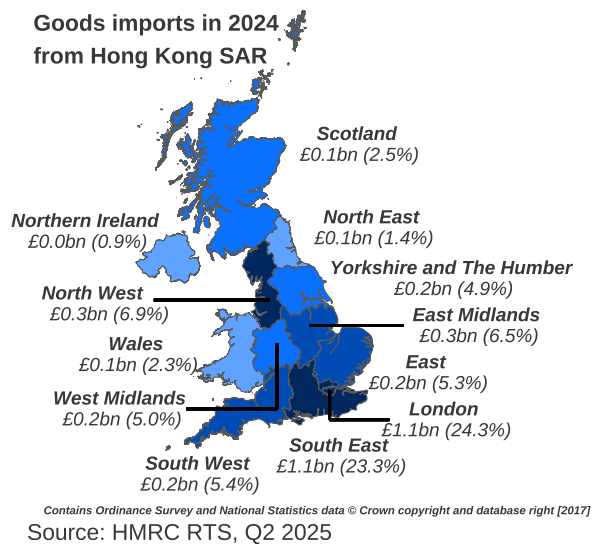 Goods imports in 2024
from Hong Kong SAR
Scotland
£0.1bn (2.5%)
Northern Ireland
£0.0bn (0.9%)
North East
£0.1bn (1.4%)
Yorkshire and The Humber
£0.2bn (4.9%)
North West
£0.3bn (6.9%)
East Midlands
£0.3bn (6.5%)
Wales
£0.1bn (2.3%)
East
£0.2bn (5.3%)
West Midlands
£0.2bn (5.0%)
London
£1.1bn (24.3%)
South East
£1.1bn (23.3%)
South West
£0.2bn (5.4%)
Contains Ordinance Survey and National Statistics data © Crown copyright and database right [2017]
Source: HMRC RTS, Q2 2025